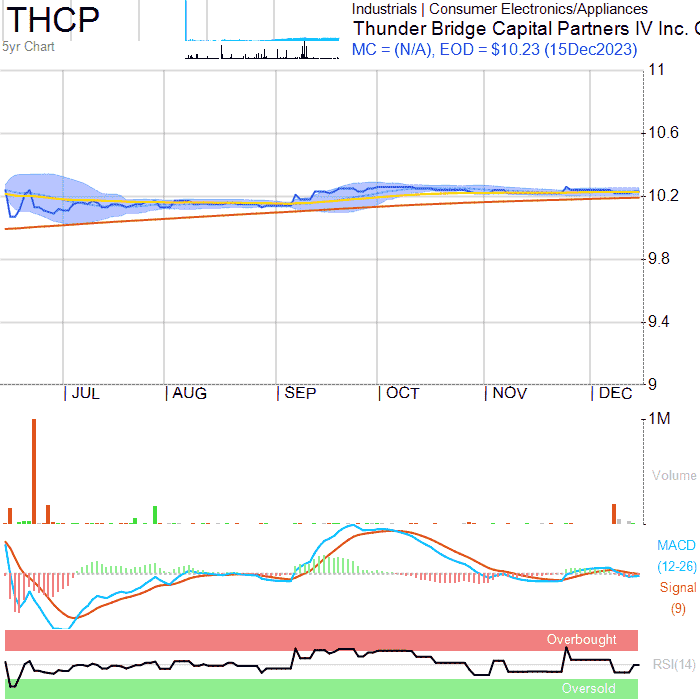 THCP
5yr Chart
Industrials | Consumer Electronics/Appliances
Thunder Bridge Capital Partners IV Inc.
MC = (N/A), EOD = $10.23 (15Dec2023)
11
10.6
10.2
9.8
9.4
9
JUL AUG SEP OCT NOV DEC
1M
Volume
MACD
(12-26)
Signal
(9)
Overbought
RSI(14)
Oversold